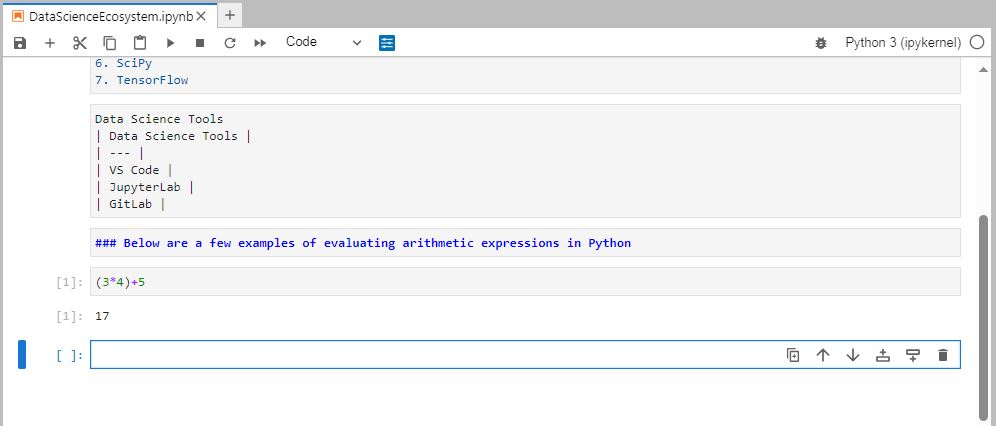 DataScienceEcosystem.ipynb
Code
Python 3 (ipykernel)
6. SciPy
7. TensorFlow
Data Science Tools
| Data Science Tools |
| --- |
| VS Code |
| JupyterLab |
| GitLab |
### Below are a few examples of evaluating arithmetic expressions in Python
[1]: (3*4)+5
[1]: 17
[ ]: